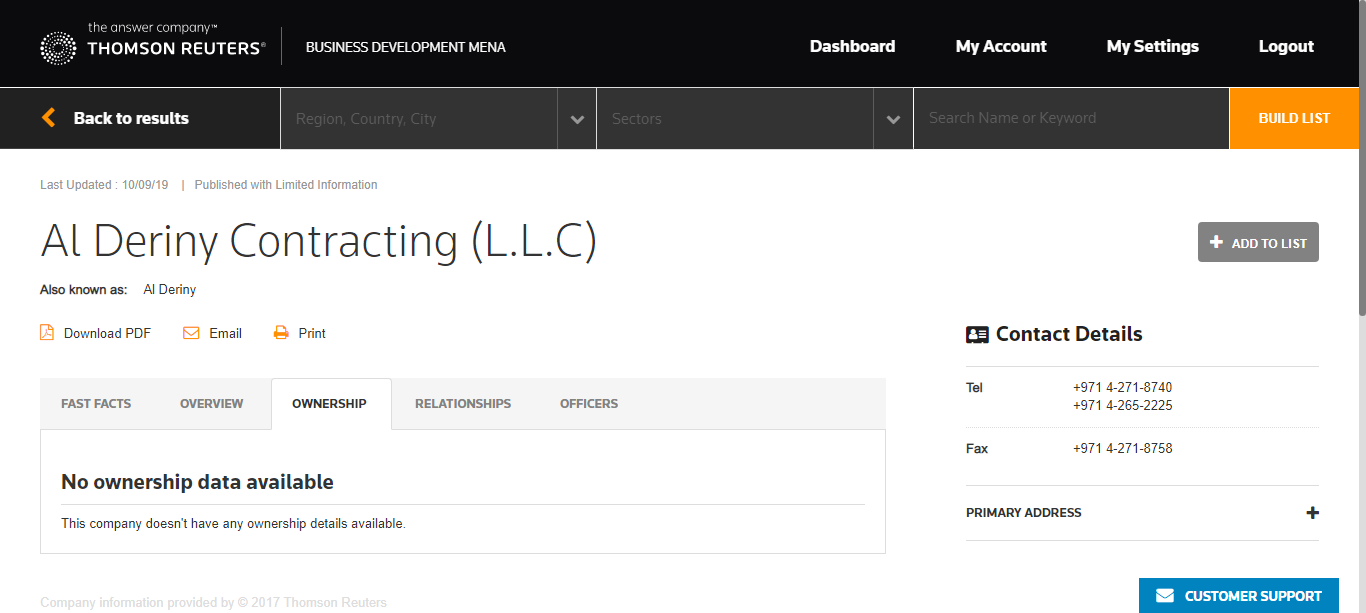 the answer company™
THOMSON REUTERS®
BUSINESS DEVELOPMENT MENA
Dashboard
My Account
My Settings
Logout
Back to results
Region, Country, City
Sectors
Search Name or Keyword
BUILD LIST
Last Updated : 10/09/19 | Published with Limited Information
Al Deriny Contracting (L.L.C)
ADD TO LIST
Also known as: Al Deriny
Download PDF
Email
Print
Contact Details
Tel
+971 4-271-8740
+971 4-265-2225
Fax
+971 4-271-8758
PRIMARY ADDRESS
FAST FACTS
OVERVIEW
OWNERSHIP
RELATIONSHIPS
OFFICERS
No ownership data available
This company doesn't have any ownership details available.
Company information provided by © 2017 Thomson Reuters
CUSTOMER SUPPORT